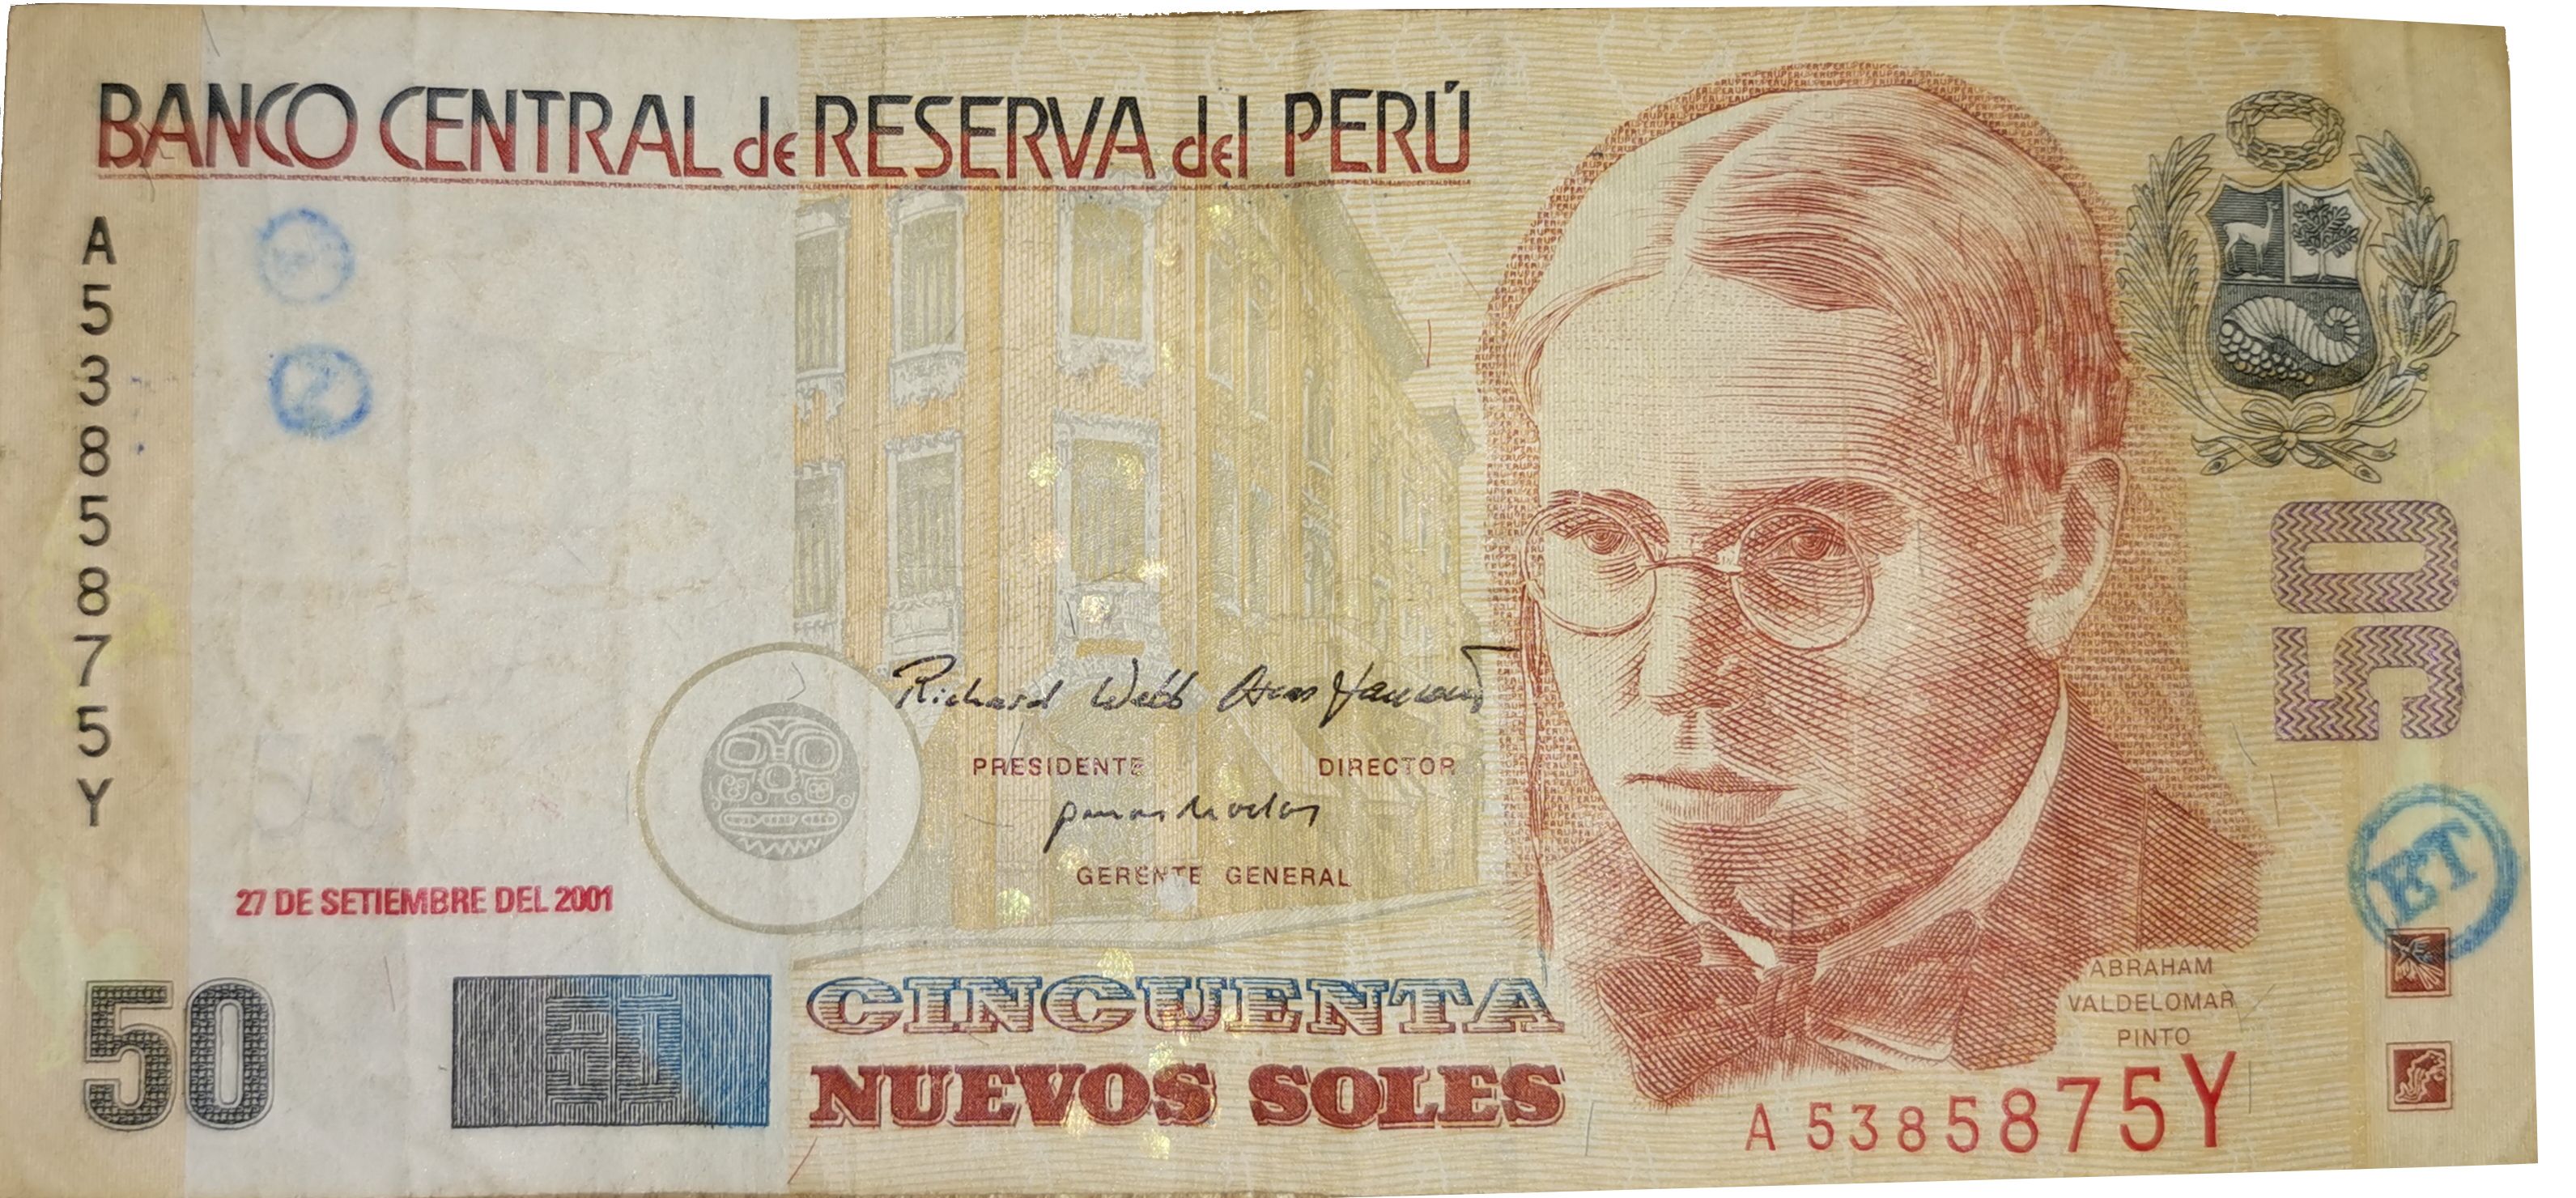 BANCO CENTRAL de RESERVA del PERÚ
A5385875Y
Richard Webb
PRESIDENTE DIRECTOR
GERENTE GENERAL
27 DE SETIEMBRE DEL 2001
50
CINCUENTA
NUEVOS SOLES
50
ET
ABRAHAM
VALDELOMAR
PINTO
A 5385875Y